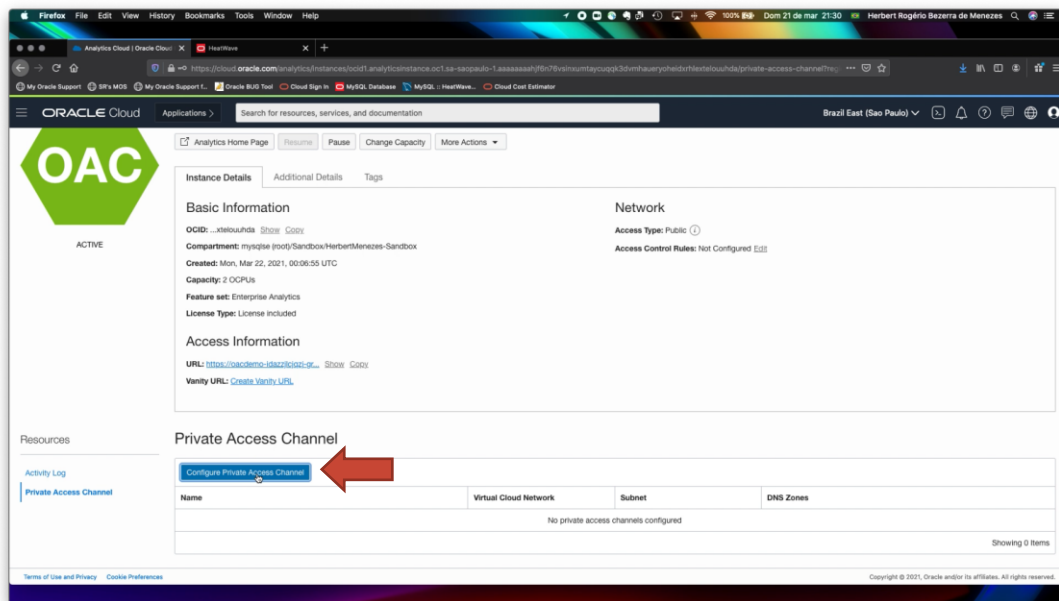 Firefox File Edit View History Bookmarks Tools Window Help
100% Dom 21 de mar 21:30 Herbert Rogério Bezerra de Menezes
Analytics Cloud | Oracle Cloud HeatWave
https://cloud.oracle.com/analytics/instances/
My Oracle Support SR's MOS My Oracle Support f... Oracle BUG Tool Cloud Sign In MySQL Database MySQL :: HeatWave... Cloud Cost Estimator
ORACLE Cloud Applications Search for resources, services, and documentation Brazil East (Sao Paulo)
Analytics Home Page Resume Pause Change Capacity More Actions
OAC
ACTIVE
Instance Details Additional Details Tags
Basic Information
OCID: ...xtelouuhda Show Copy
Compartment: mysqlse (root)/Sandbox/HerbertMenezes-Sandbox
Created: Mon, Mar 22, 2021, 00:06:55 UTC
Capacity: 2 OCPUs
Feature set: Enterprise Analytics
License Type: License included
Access Information
URL: Show Copy
Vanity URL: Create Vanity URL
Network
Access Type: Public
Access Control Rules: Not Configured Edit
Resources
Activity Log
Private Access Channel
Private Access Channel
Configure Private Access Channel
Name Virtual Cloud Network Subnet DNS Zones
No private access channels configured
Showing 0 Items
Terms of Use and Privacy Cookie Preferences Copyright © 2021, Oracle and/or its affiliates. All rights reserved.